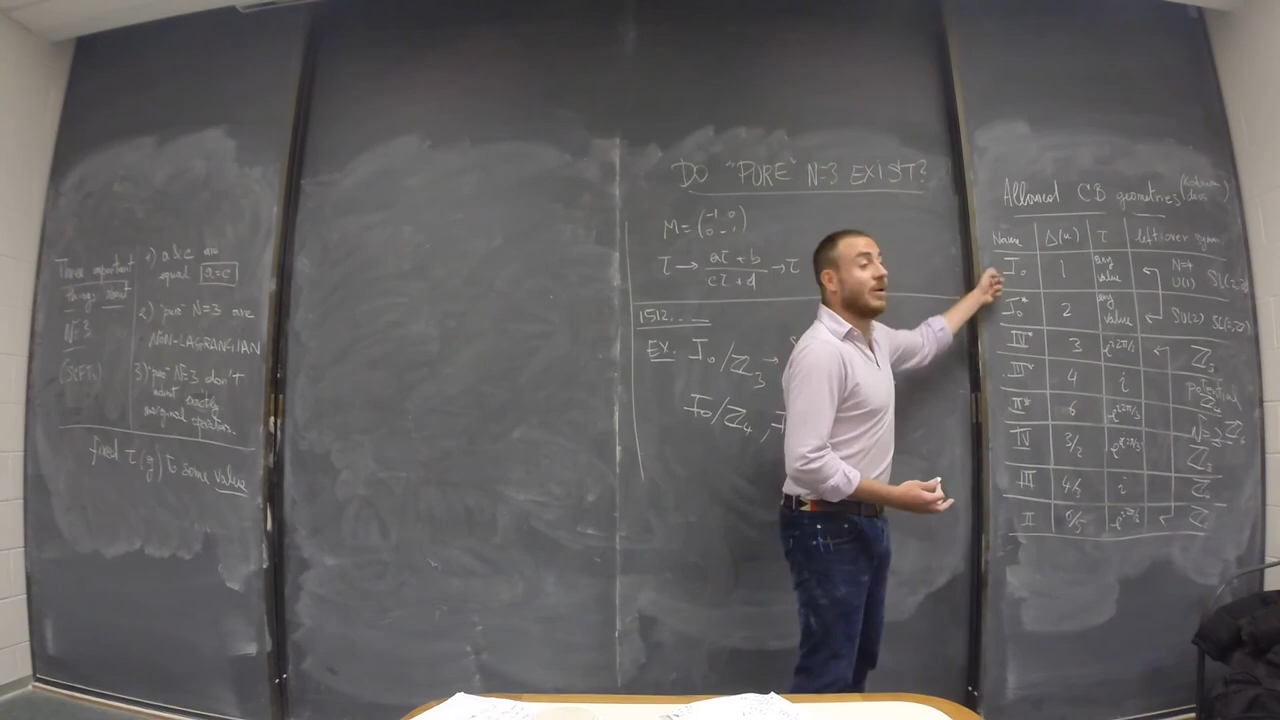 Three important
things about
N=3
(SCFTs)
1) a&c are
equal a=c
2) "pure" N=3 are
NON-LAGRANGIAN
3) "pure" N=3 don't
admit exactly
marginal operators.
fixed τ(g) to some value
DO "PURE" N=3 EXIST?
M = (-1 0
0 -1)
τ → aτ + b / cτ + d → τ
1512....
EX. I₀/ℤ₃ →
I₀/ℤ₄ ,
Allowed CB geometries (Kodaira
Name Δ(u) τ leftover symm
I₀ 1 any value N=4 U(1) SL(2,ℤ)
I₀* 2 any value SU(2) SL(2,ℤ)
IV* 3 ℤ₃
III* 4 i Potential ℤ₄
II* 6 ℤ₆
IV 3/2 ℤ₃
III 4/3 i
II 6/5